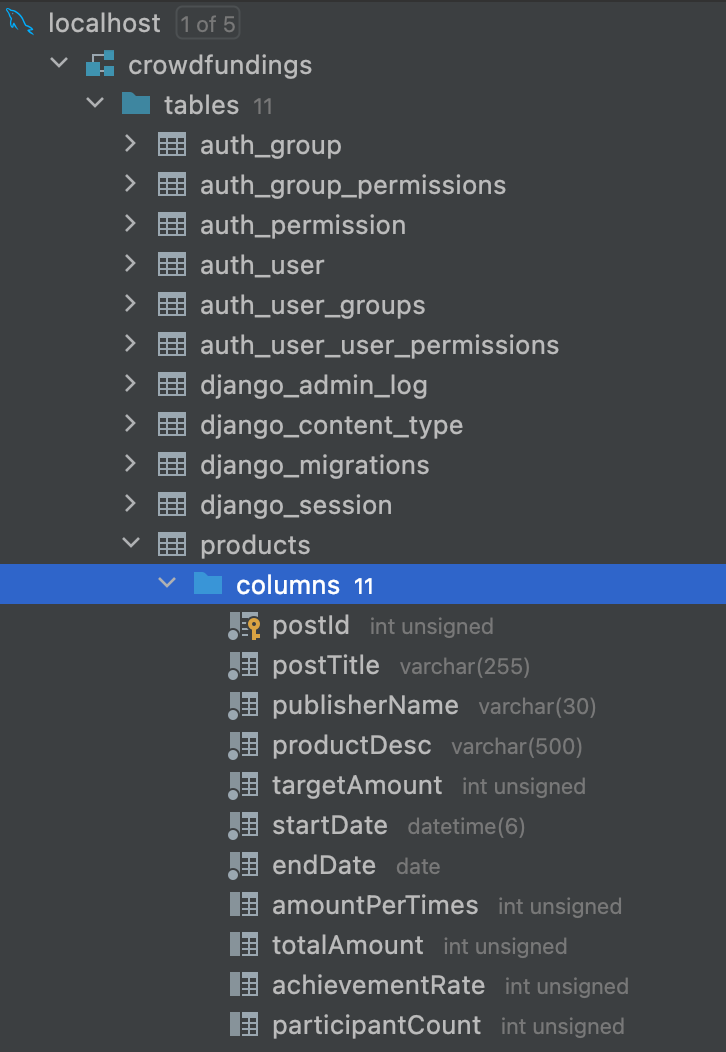 localhost 1 of 5
crowdfundings
tables 11
auth_group
auth_group_permissions
auth_permission
auth_user
auth_user_groups
auth_user_user_permissions
django_admin_log
django_content_type
django_migrations
django_session
products
columns 11
postId int unsigned
postTitle varchar(255)
publisherName varchar(30)
productDesc varchar(500)
targetAmount int unsigned
startDate datetime(6)
endDate date
amountPerTimes int unsigned
totalAmount int unsigned
achievementRate int unsigned
participantCount int unsigned